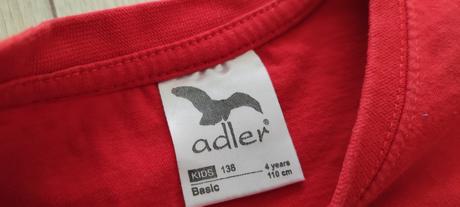 adler®
KIDS 138 4 years
Basic 110 cm